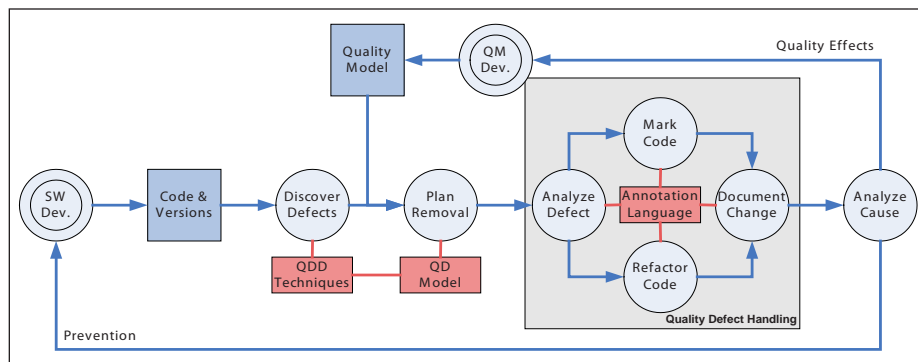 Quality
Model
QM
Dev.
Quality Effects
Mark
Code
SW
Dev.
Code &
Versions
Discover
Defects
Plan
Removal
Analyze
Defect
Annotation
Language
Document
Change
Analyze
Cause
QDD
Techniques
QD
Model
Refactor
Code
Quality Defect Handling
Prevention